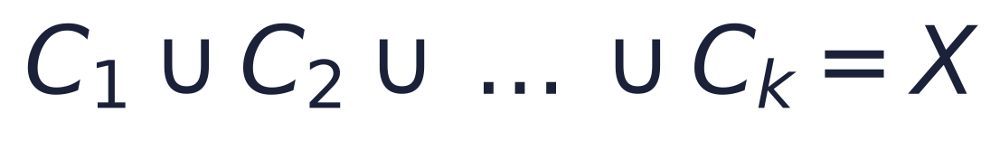 C₁ ∪ C₂ ∪ ... ∪ Cₖ = X